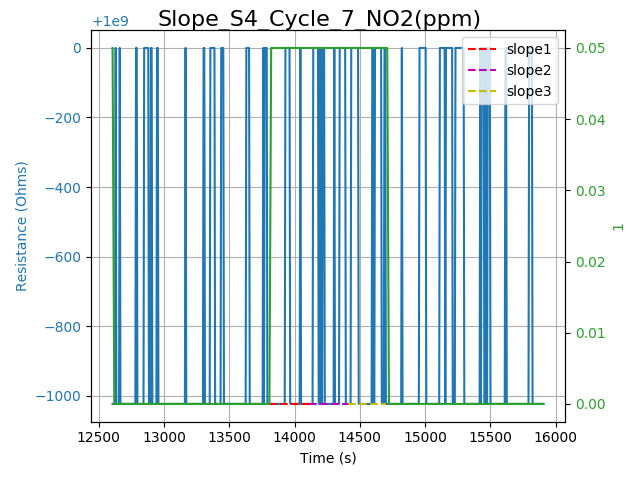 Slope_S4_Cycle_7_NO2(ppm)
+1e9
0
−200
−400
−600
−800
−1000
Resistance (Ohms)
slope1
slope2
slope3
0.05
0.04
0.03
0.02
0.01
0.00
1
12500 13000 13500 14000 14500 15000 15500 16000
Time (s)